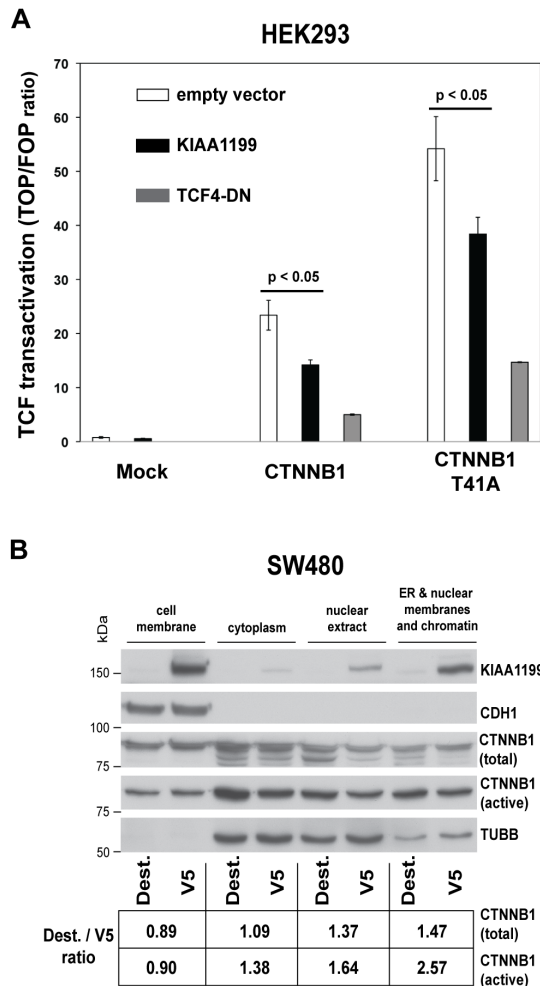 A
HEK293
TCF transactivation (TOP/FOP ratio)
70
60
50
40
30
20
10
0
empty vector
KIAA1199
TCF4-DN
p < 0.05
p < 0.05
Mock
CTNNB1
CTNNB1
T41A
B
SW480
kDa
cell
membrane
cytoplasm
nuclear
extract
ER & nuclear
membranes
and chromatin
150
KIAA1199
CDH1
100
CTNNB1
(total)
75
CTNNB1
(active)
75
TUBB
50
Dest. V5 Dest. V5 Dest. V5 Dest. V5
Dest. / V5
ratio
0.89 1.09 1.37 1.47
CTNNB1
(total)
0.90 1.38 1.64 2.57
CTNNB1
(active)